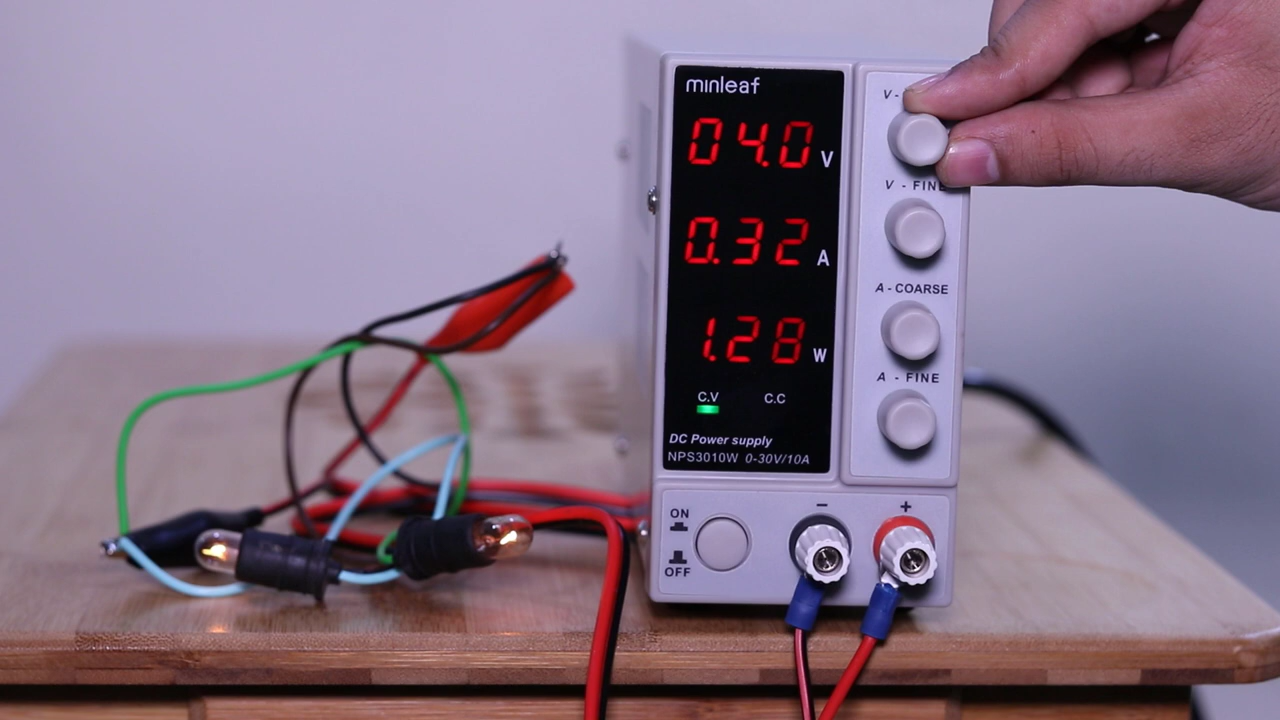 minleaf
04.0 V
0.32 A
1.28 W
C.V C.C
DC Power supply
NPS3010W 0-30V/10A
V -
V - FINE
A - COARSE
A - FINE
ON
OFF
− +